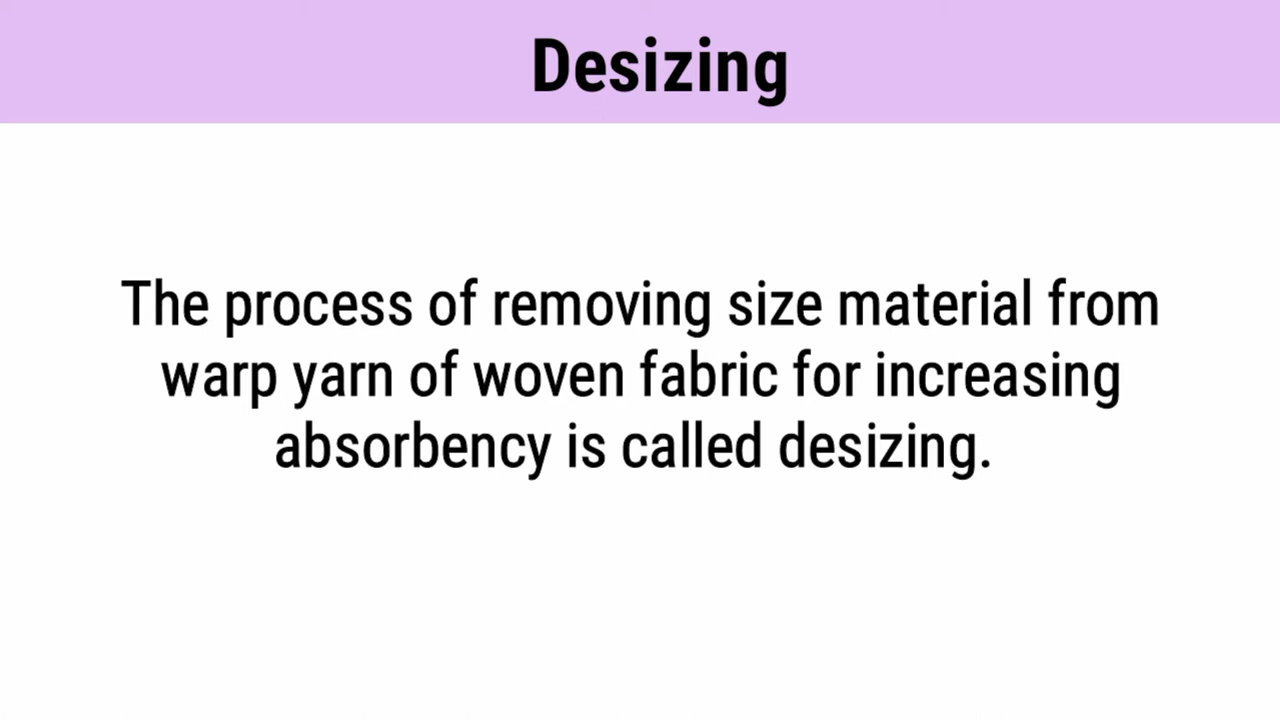 Desizing
The process of removing size material from
warp yarn of woven fabric for increasing
absorbency is called desizing.